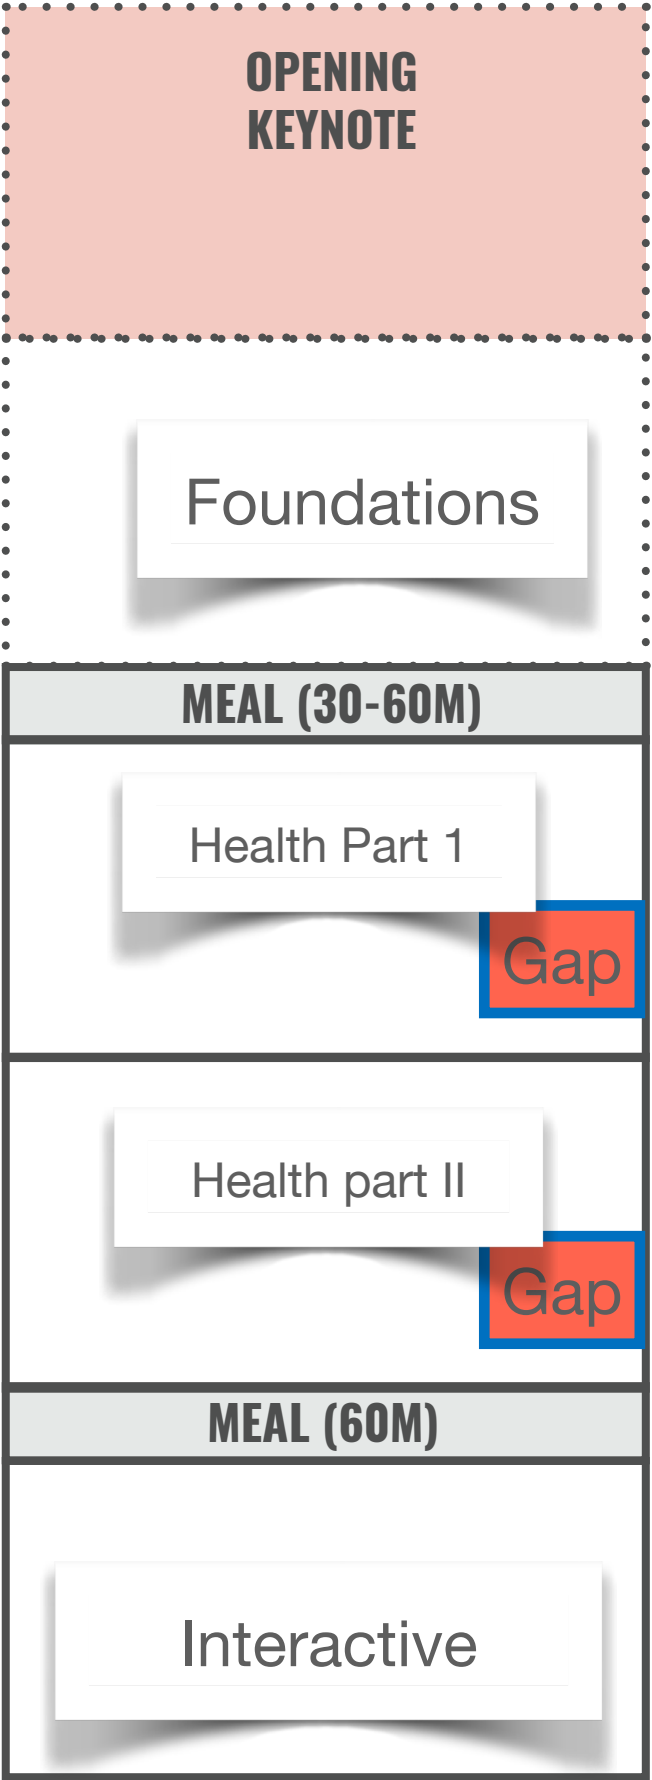 OPENING
KEYNOTE
Foundations
MEAL (30-60M)
Health Part 1
Gap
Health part II
Gap
MEAL (60M)
Interactive